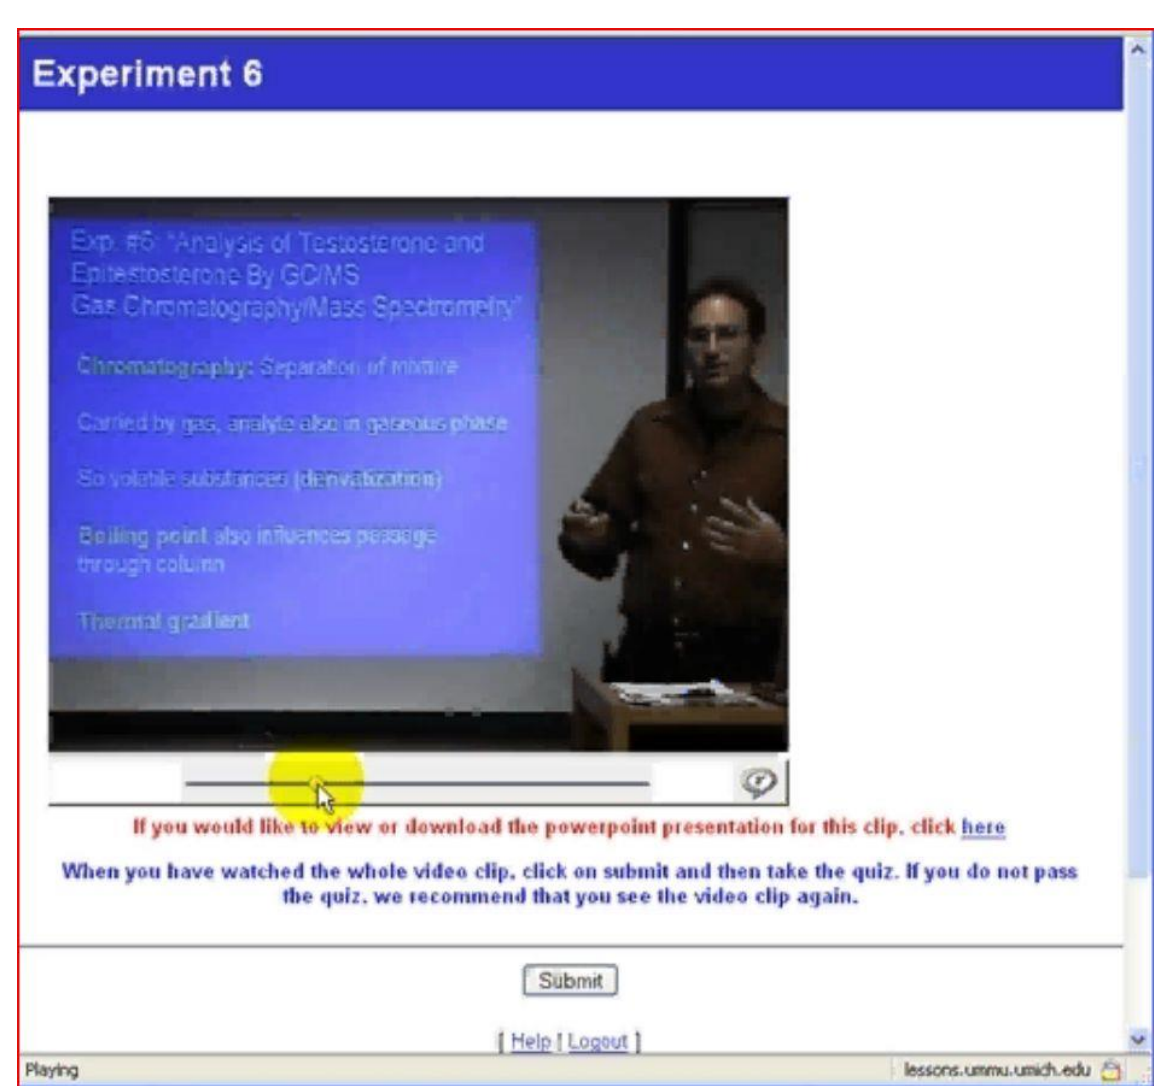 Experiment 6
Exp. #6: "Analysis of Testosterone and
Epitestosterone By GC/MS
Gas Chromatography/Mass Spectrometry"
Chromatography: Separation of mixture
Carried by gas, analyte also in gaseous phase
So volatile substances (derivatization)
Boiling point also influences passage
through column
Thermal gradient
If you would like to view or download the powerpoint presentation for this clip, click here
When you have watched the whole video clip, click on submit and then take the quiz. If you do not pass
the quiz, we recommend that you see the video clip again.
Submit
[ Help | Logout ]
Playing lessons.ummu.umich.edu